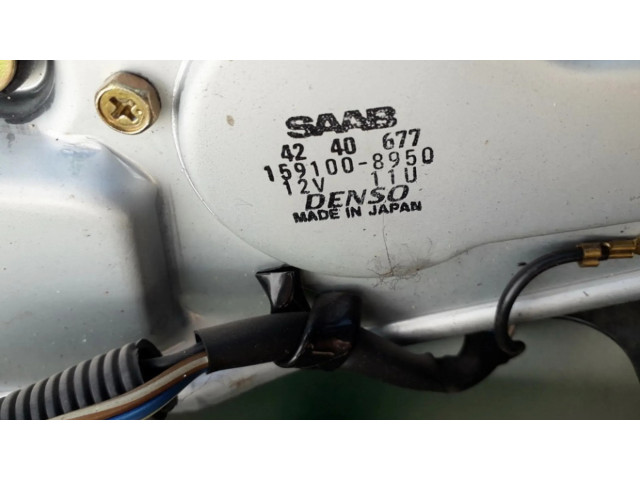 SAAB
42 40 677
159100-8950
12V 11U
DENSO
MADE IN JAPAN